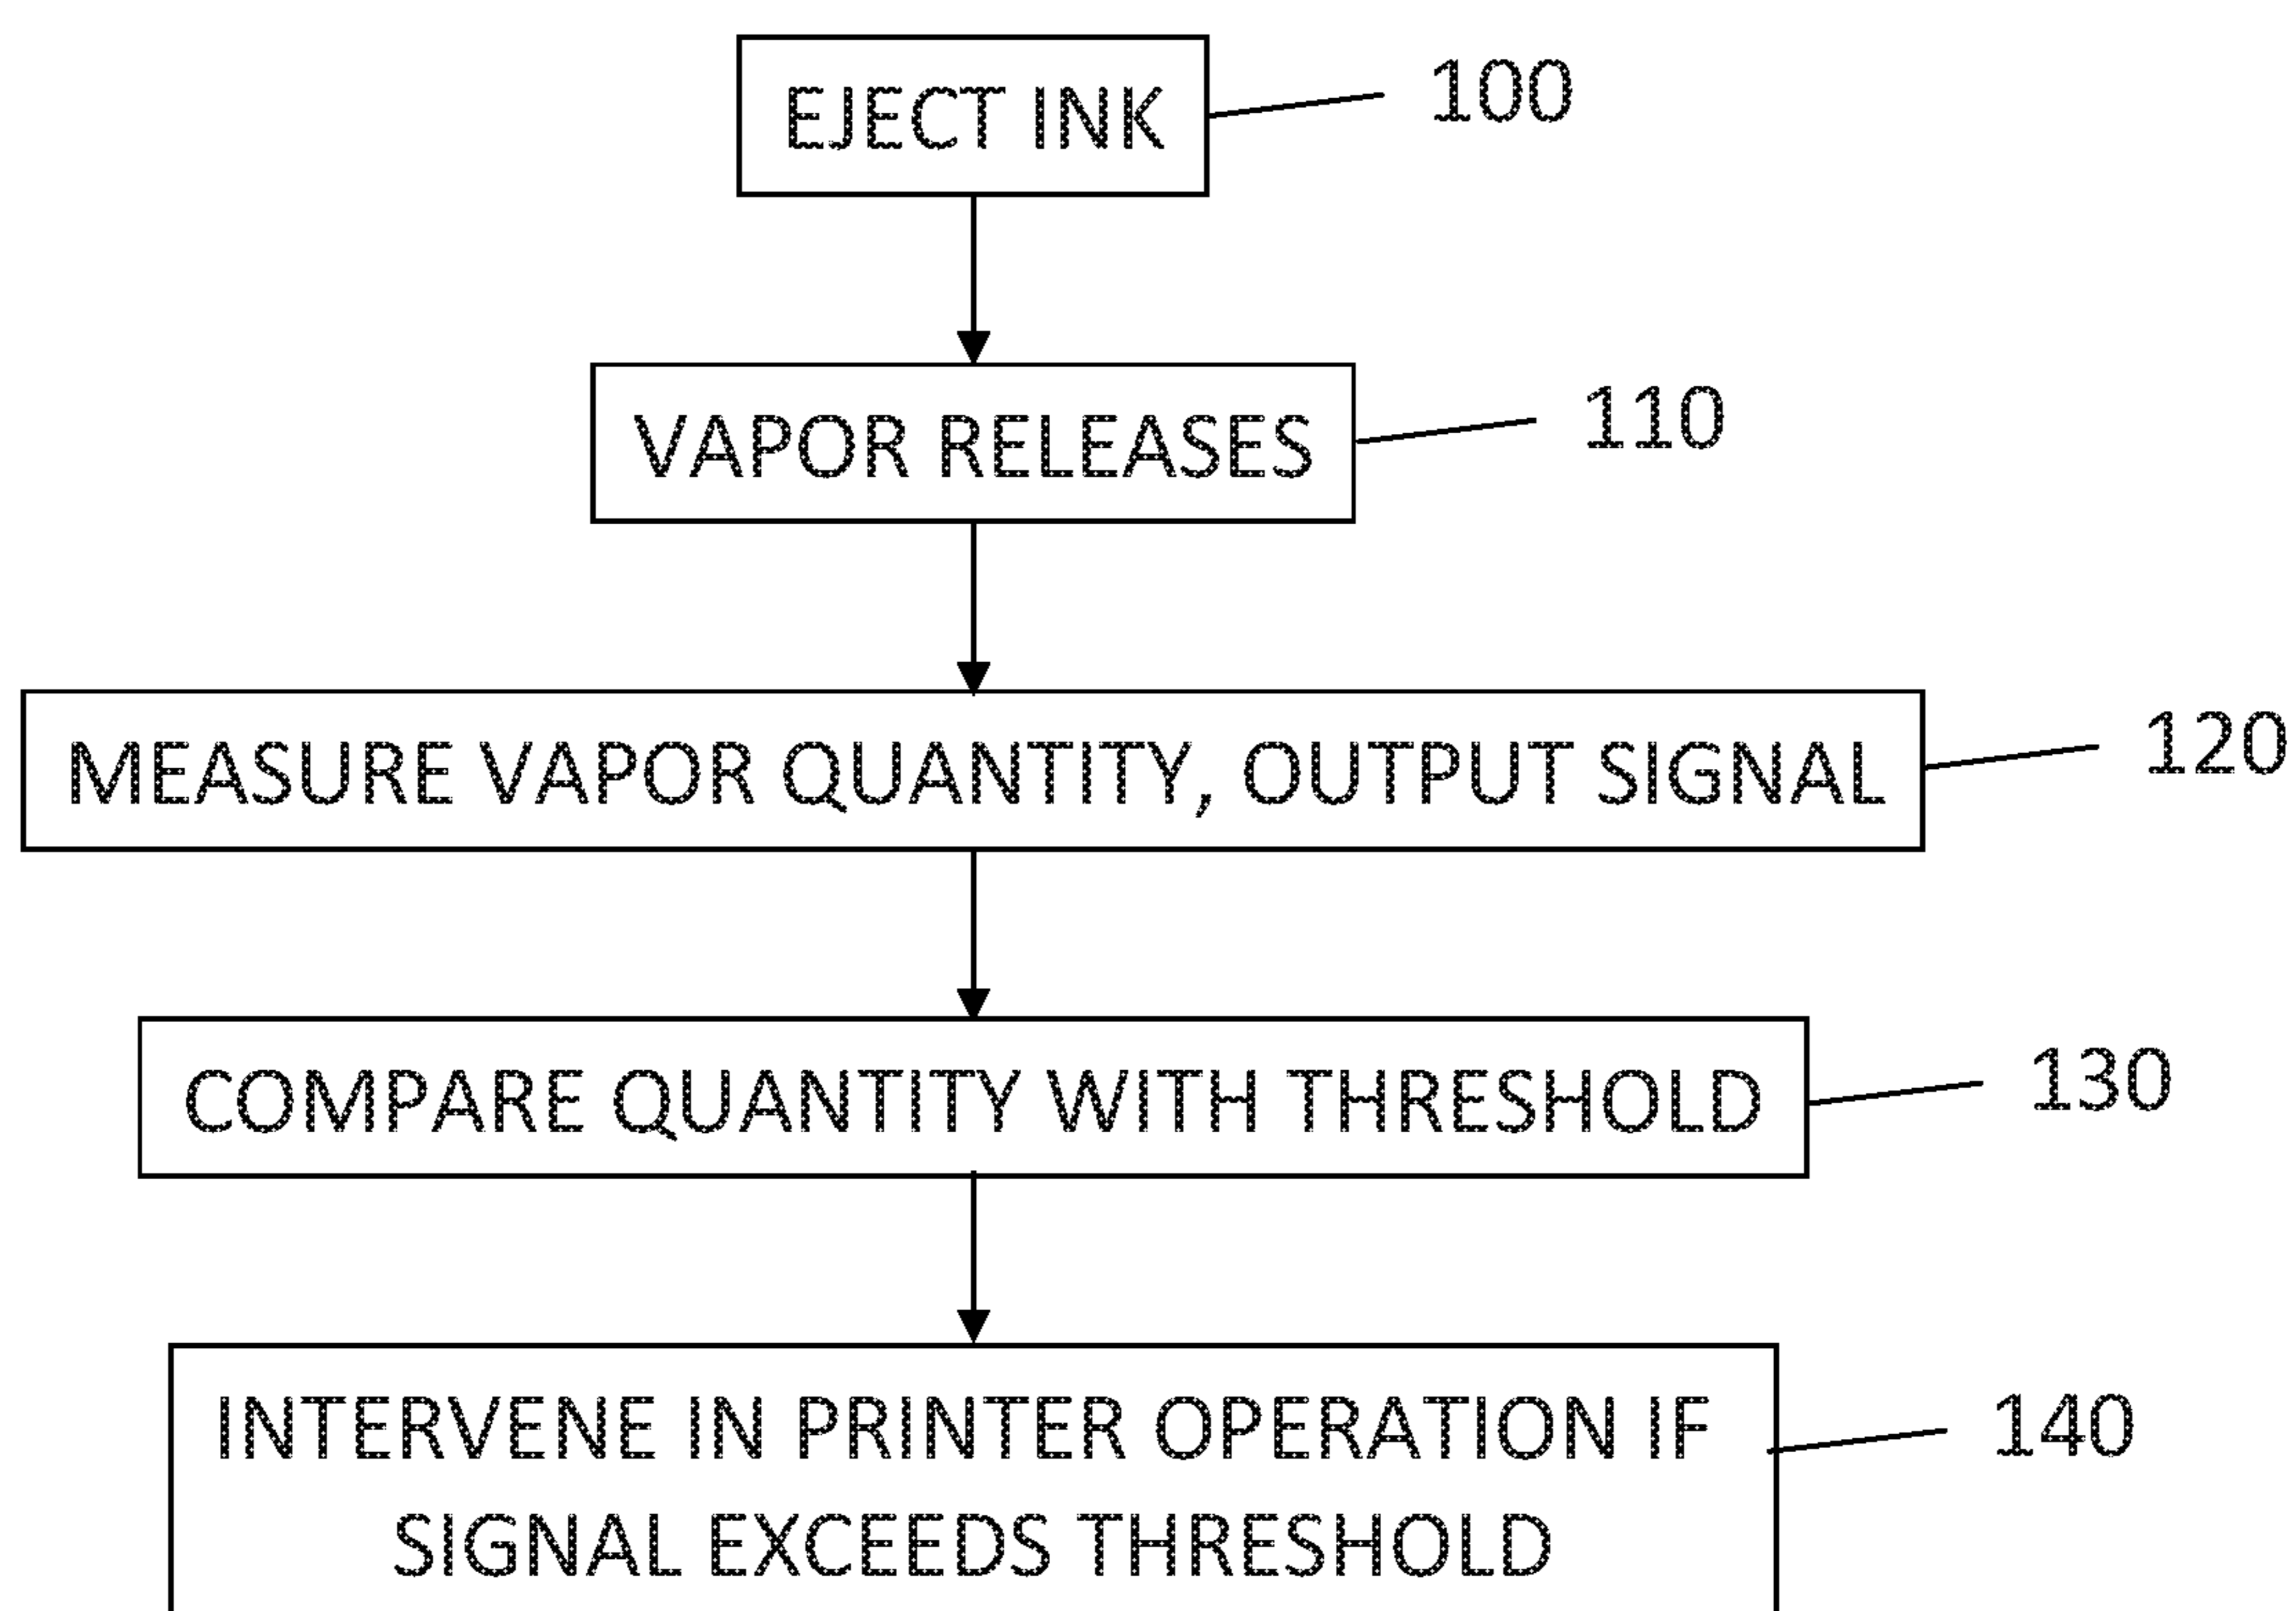 EJECT INK
100
VAPOR RELEASES
110
MEASURE VAPOR QUANTITY, OUTPUT SIGNAL
120
COMPARE QUANTITY WITH THRESHOLD
130
INTERVENE IN PRINTER OPERATION IF
140
SIGNAL EXCEEDS THRESHOLD